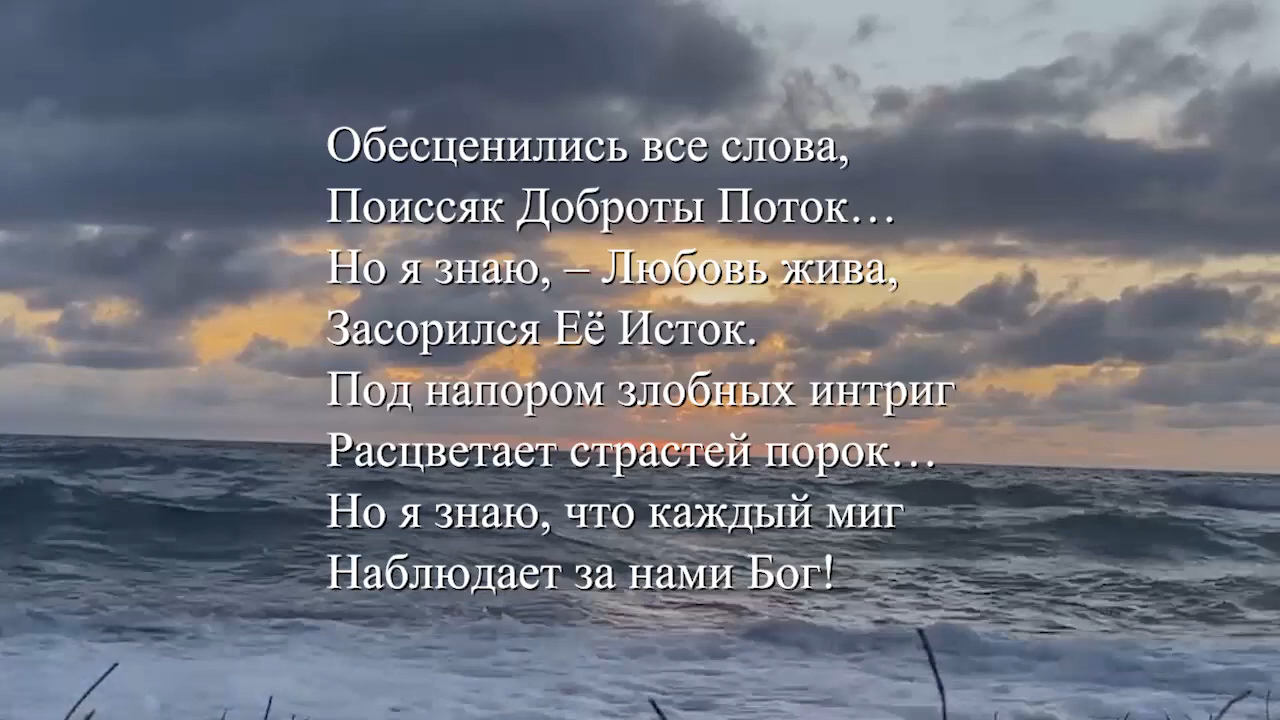 Обесценились все слова,
Поиссяк Доброты Поток…
Но я знаю, – Любовь жива,
Засорился Её Исток.
Под напором злобных интриг
Расцветает страстей порок…
Но я знаю, что каждый миг
Наблюдает за нами Бог!